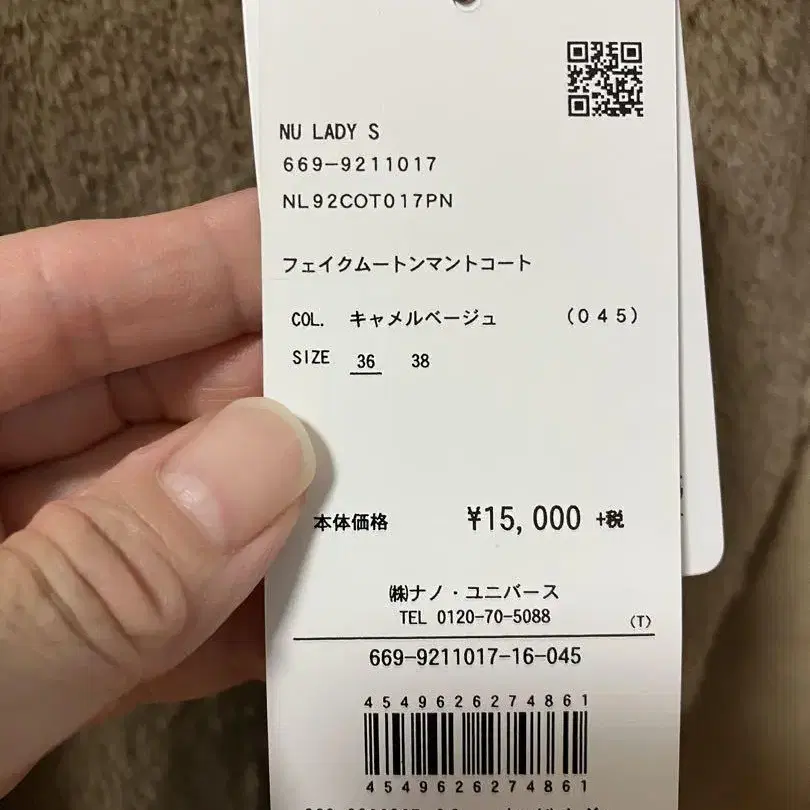 NU LADY S
669-9211017
NL92COT017PN
フェイクムートンマントコート
COL. キャメルベージュ (045)
SIZE 36 38
本体価格 ¥15,000 +税
㈱ナノ・ユニバース
TEL 0120-70-5088
(T)
669-9211017-16-045
4549626274861
4549626274861